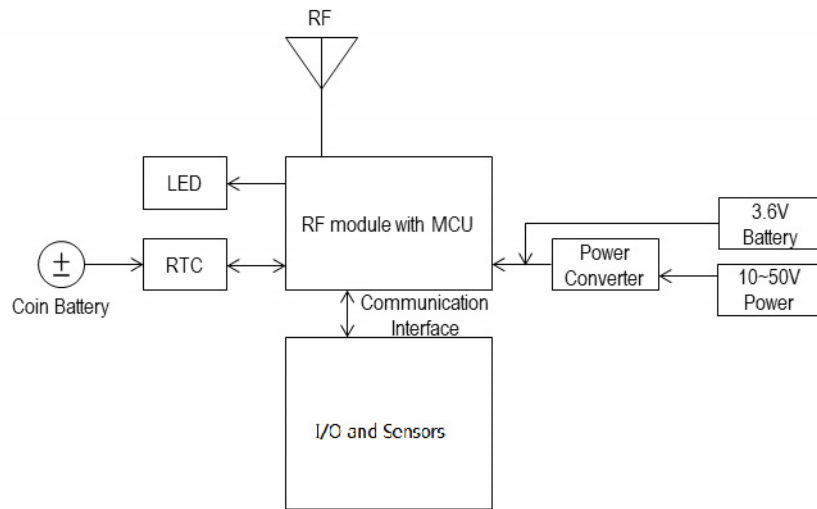 RF
LED
RF module with MCU
3.6V
Battery
±
RTC
Power
Converter
10~50V
Power
Coin Battery
Communication
Interface
I/O and Sensors